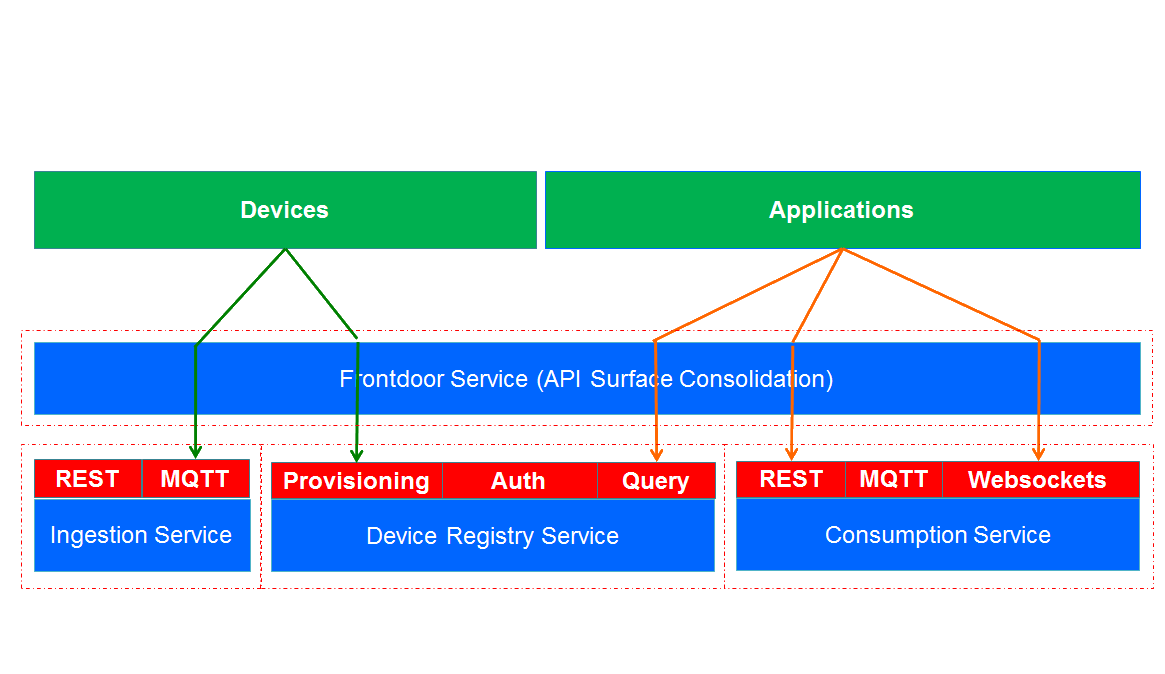 Devices
Applications
Frontdoor Service (API Surface Consolidation)
REST
MQTT
Provisioning
Auth
Query
REST
MQTT
Websockets
Ingestion Service
Device Registry Service
Consumption Service